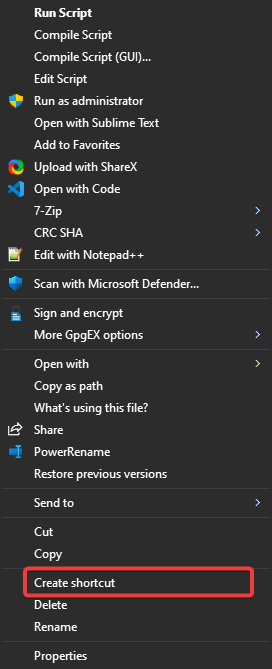 Run Script
Compile Script
Compile Script (GUI)...
Edit Script
Run as administrator
Open with Sublime Text
Add to Favorites
Upload with ShareX
Open with Code
7-Zip
CRC SHA
Edit with Notepad++
Scan with Microsoft Defender...
Sign and encrypt
More GpgEX options
Open with
Copy as path
What's using this file?
Share
PowerRename
Restore previous versions
Send to
Cut
Copy
Create shortcut
Delete
Rename
Properties